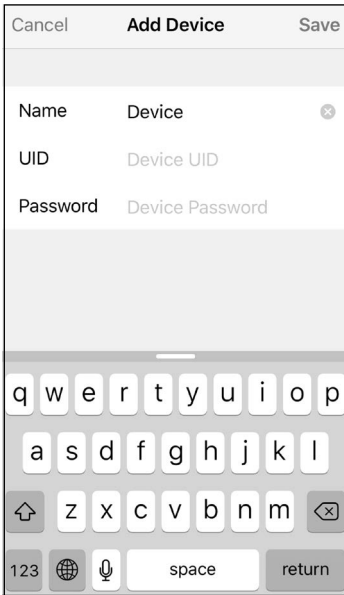 Cancel Add Device Save
Name Device
UID Device UID
Password Device Password
q w e r t y u i o p
a s d f g h j k l
z x c v b n m
123 space return